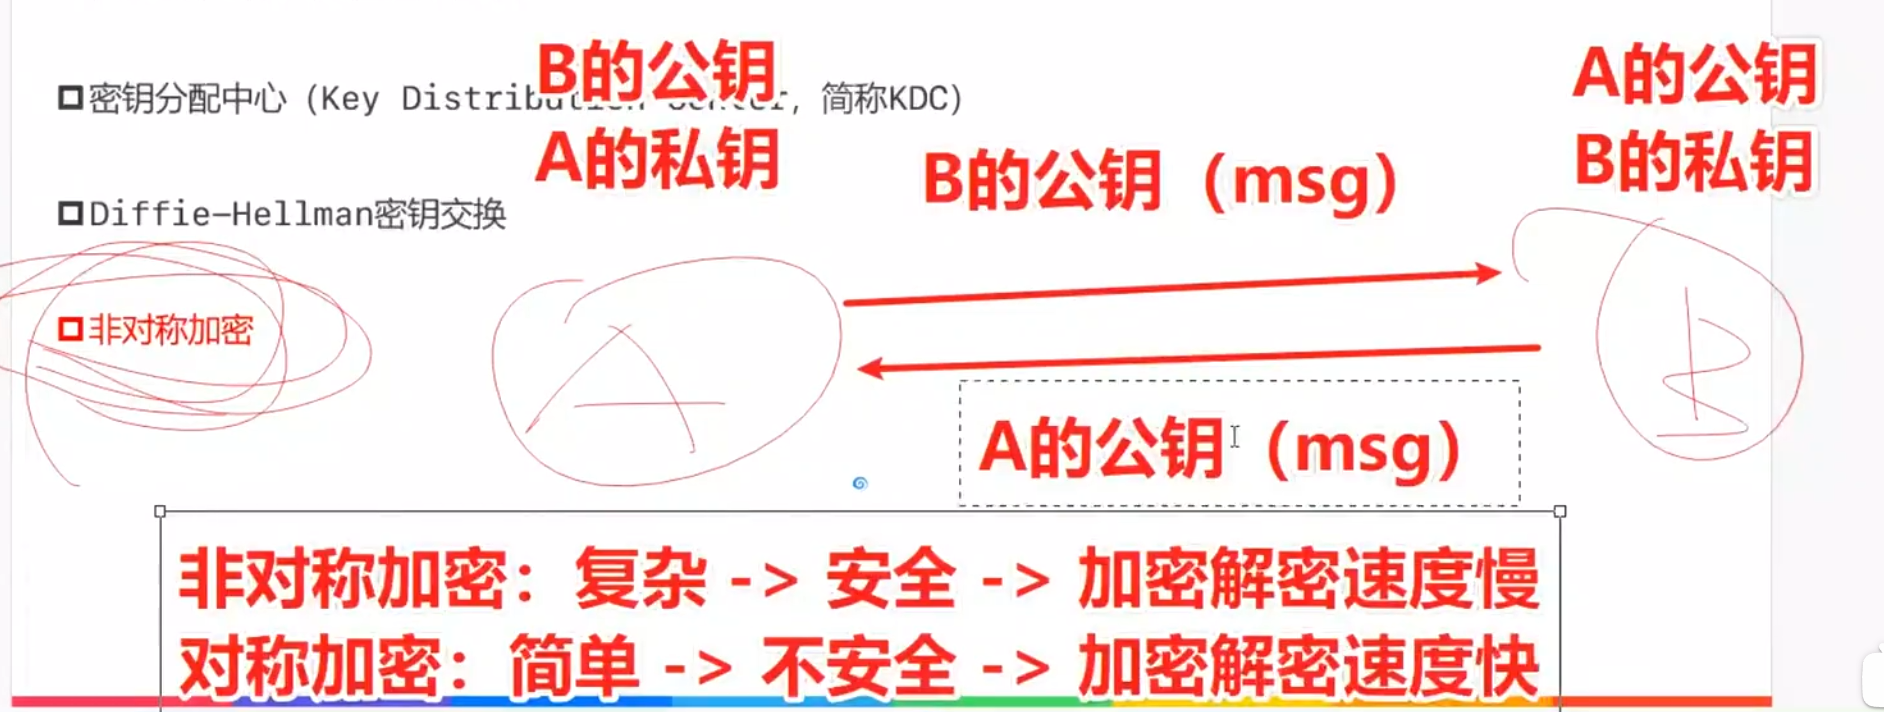 B的公钥
A的私钥
A的公钥
B的私钥
密钥分配中心（Key Distribution Center，简称KDC）
B的公钥（msg）
Diffie-Hellman密钥交换
非对称加密
A
B
A的公钥（msg）
非对称加密：复杂 -> 安全 -> 加密解密速度慢
对称加密：简单 -> 不安全 -> 加密解密速度快